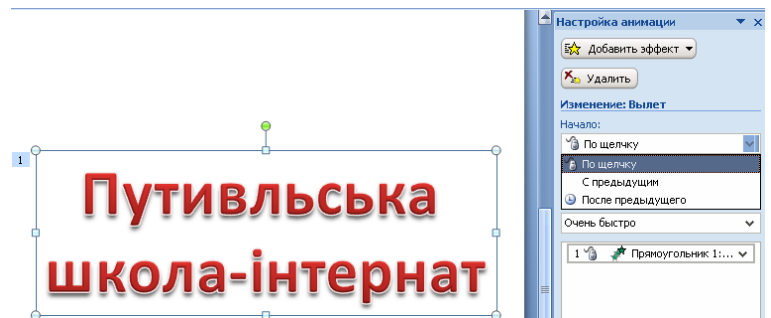 1
Путивльська
школа-інтернат
Настройка анимации
Добавить эффект
Удалить
Изменение: Вылет
Начало:
По щелчку
По щелчку
С предыдущим
После предыдущего
Очень быстро
1 Прямоугольник 1:...